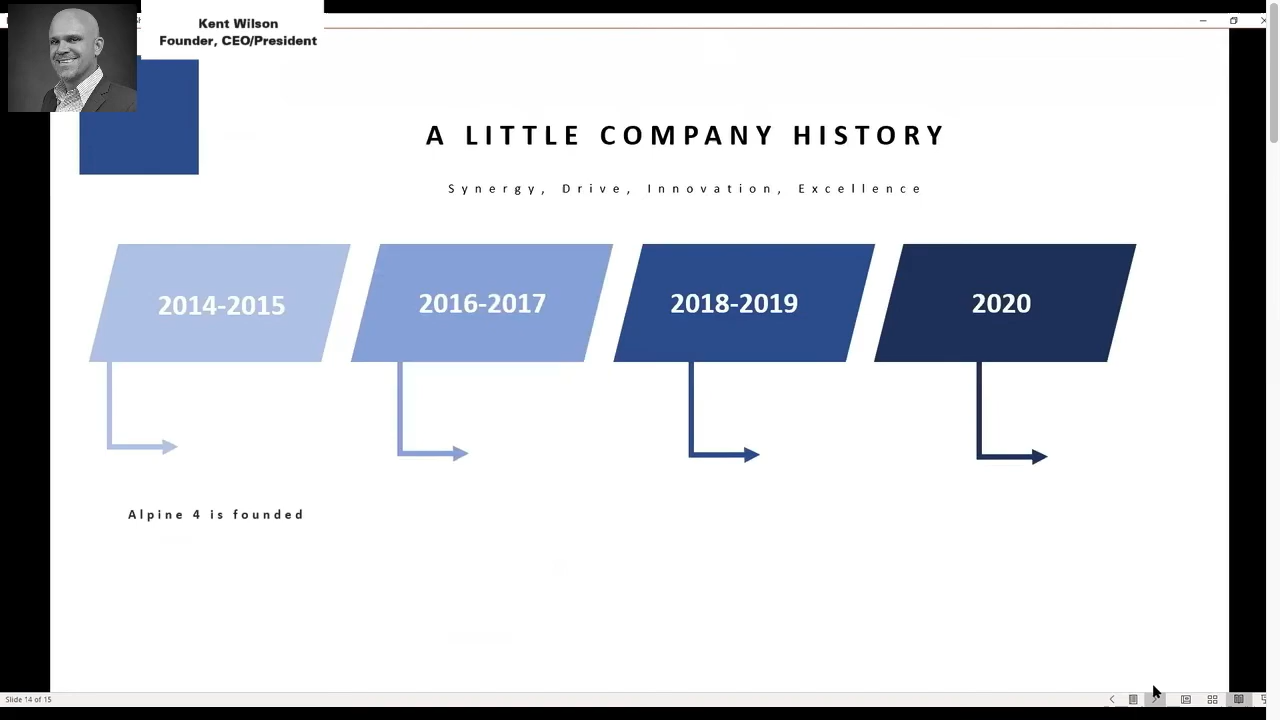 Kent Wilson
Founder, CEO/President
A LITTLE COMPANY HISTORY
Synergy, Drive, Innovation, Excellence
2014-2015
2016-2017
2018-2019
2020
Alpine 4 is founded
Slide 14 of 15